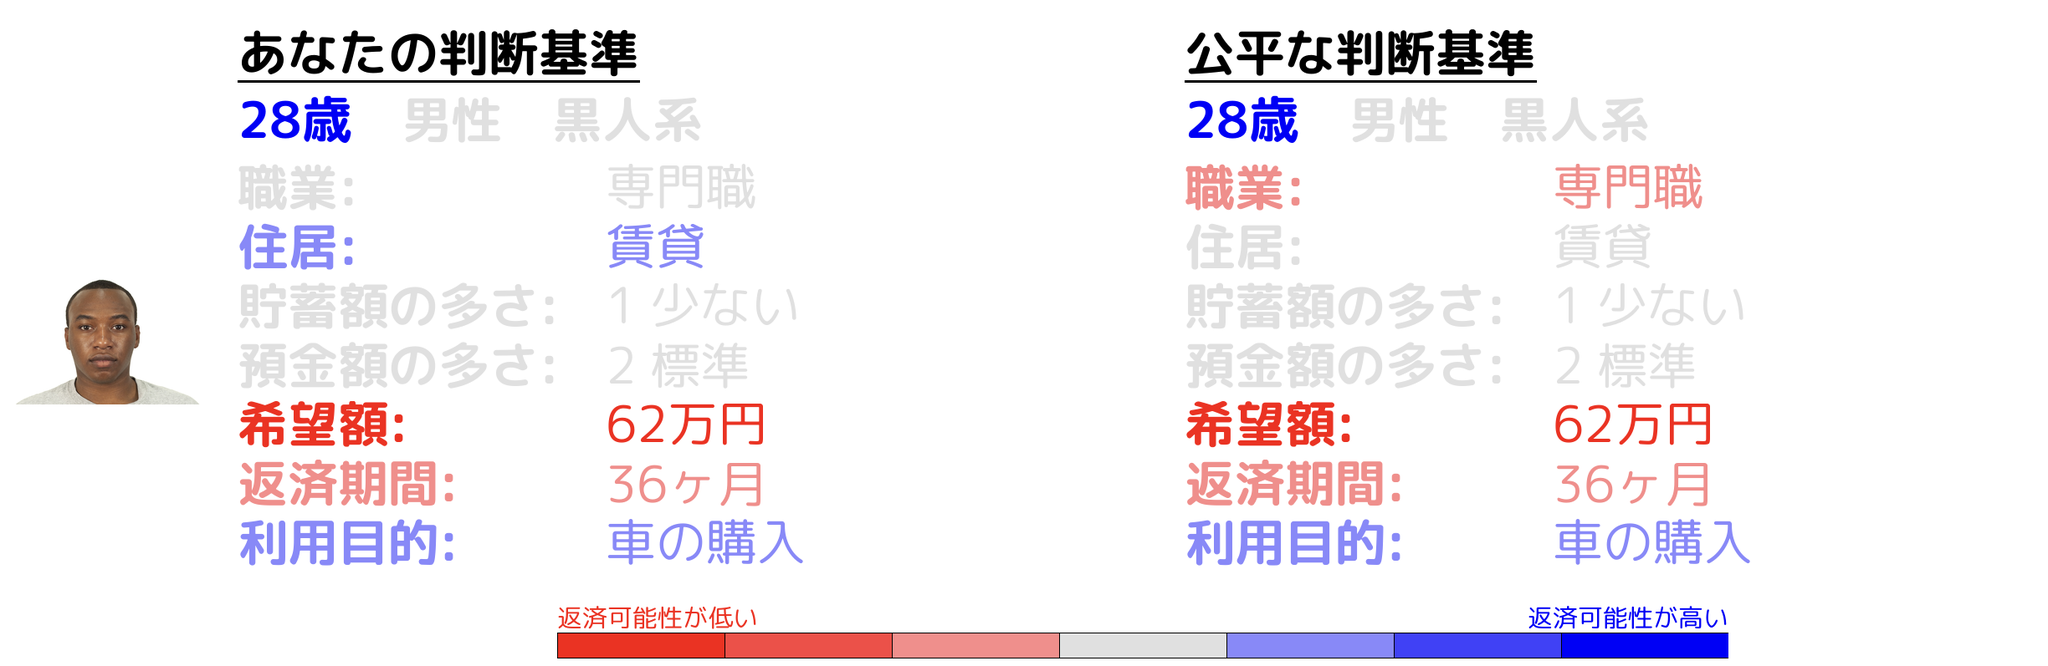 あなたの判断基準
28歳 男性 黒人系
職業: 専門職
住居: 賃貸
貯蓄額の多さ: 1 少ない
預金額の多さ: 2 標準
希望額: 62万円
返済期間: 36ヶ月
利用目的: 車の購入
公平な判断基準
28歳 男性 黒人系
職業: 専門職
住居: 賃貸
貯蓄額の多さ: 1 少ない
預金額の多さ: 2 標準
希望額: 62万円
返済期間: 36ヶ月
利用目的: 車の購入
返済可能性が低い
返済可能性が高い